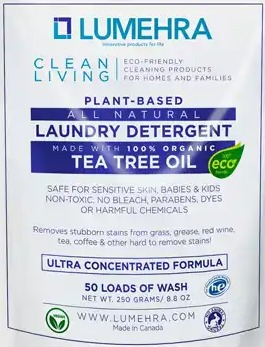 LUMEHRA
innovative products for life
CLEAN LIVING
ECO-FRIENDLY
CLEANING PRODUCTS
FOR HOMES AND FAMILIES
PLANT-BASED
ALL NATURAL
LAUNDRY DETERGENT
MADE WITH 100% ORGANIC
TEA TREE OIL
eco
SAFE FOR SENSITIVE SKIN, BABIES & KIDS
NON-TOXIC. NO BLEACH, PARABENS, DYES
OR HARMFUL CHEMICALS
Removes stubborn stains from grass, grease, red wine,
tea, coffee & other hard to remove stains!
ULTRA CONCENTRATED FORMULA
50 LOADS OF WASH
NET WT. 250 GRAMS/ 8.8 OZ
he
VEGAN
WWW.LUMEHRA.COM
Made in Canada